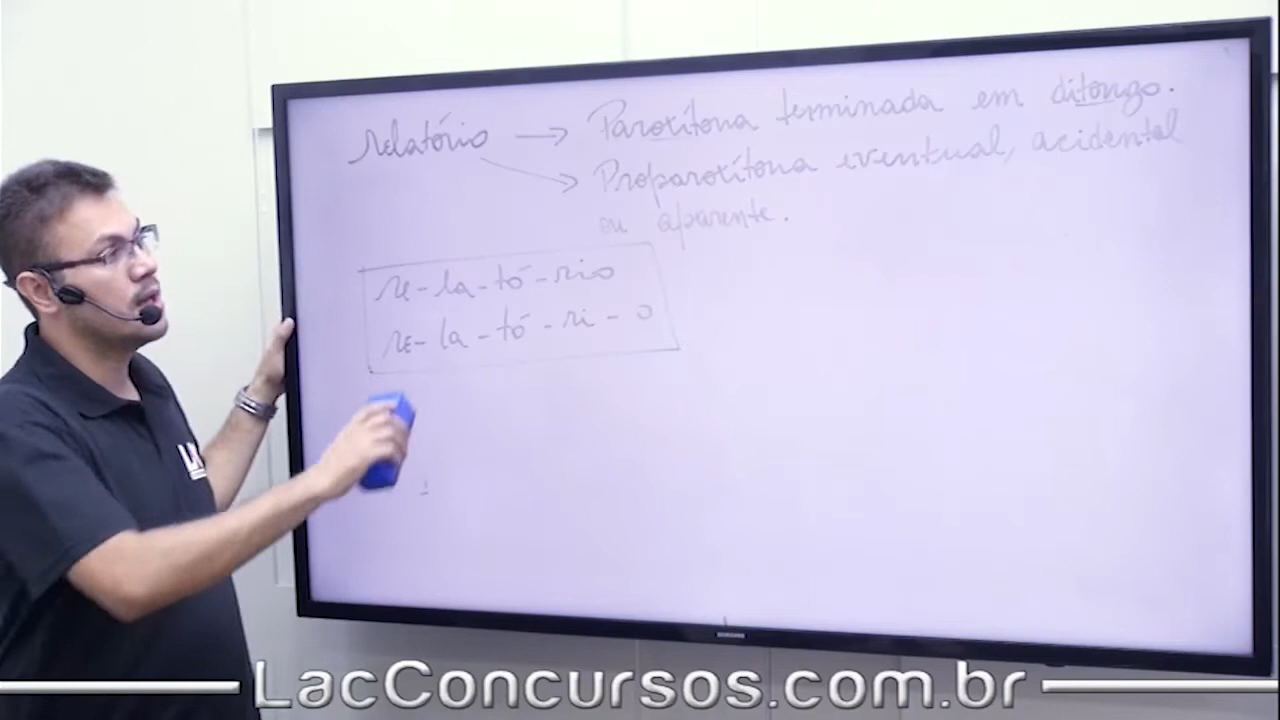 relatório → Paroxítona terminada em ditongo.
→ Proparoxítona eventual, acidental
ou aparente.
re-la-tó-rio
re-la-tó-ri-o
SAMSUNG
LacConcursos.com.br